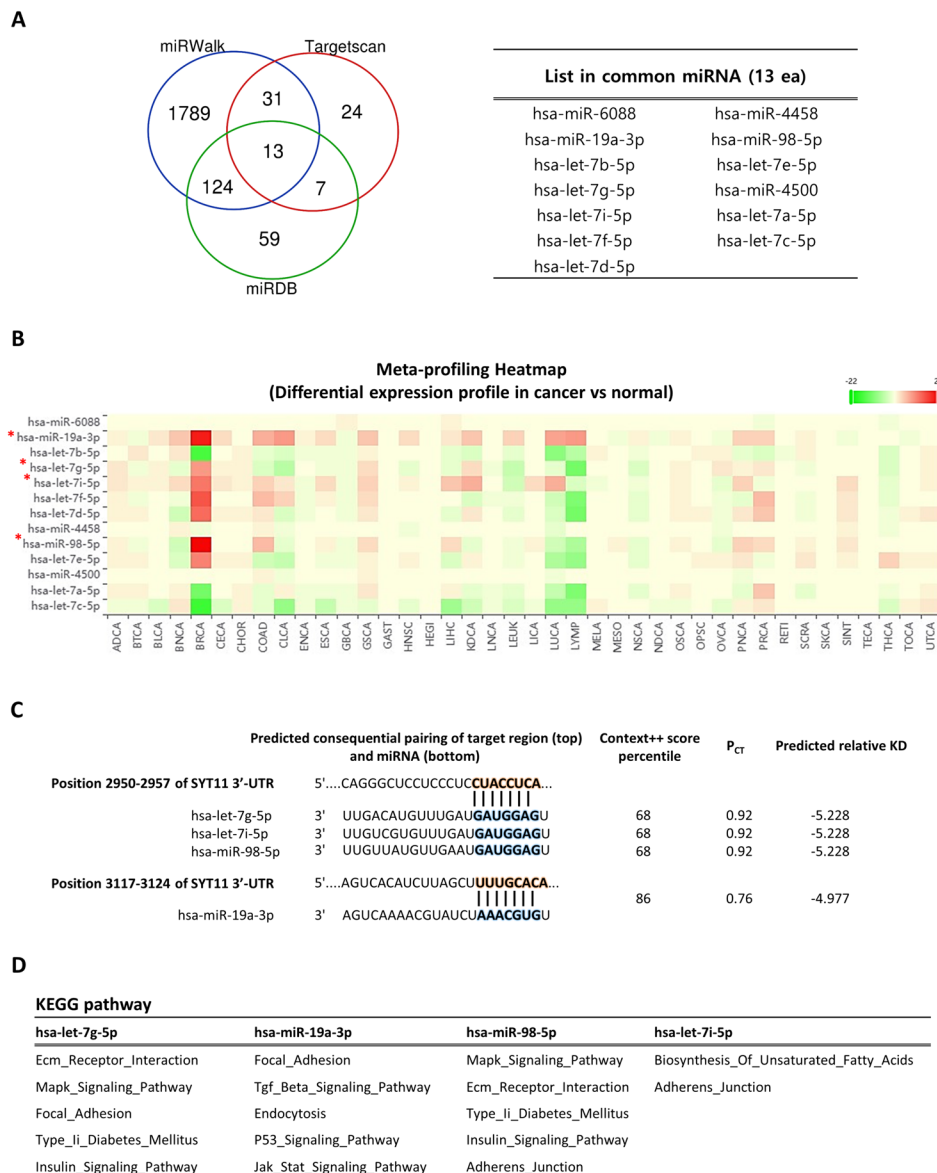 A
miRWalk Targetscan
1789 31 24
13
124 7
59
miRDB
List in common miRNA (13 ea)
hsa-miR-6088 hsa-miR-4458
hsa-miR-19a-3p hsa-miR-98-5p
hsa-let-7b-5p hsa-let-7e-5p
hsa-let-7g-5p hsa-miR-4500
hsa-let-7i-5p hsa-let-7a-5p
hsa-let-7f-5p hsa-let-7c-5p
hsa-let-7d-5p
B
Meta-profiling Heatmap
(Differential expression profile in cancer vs normal)
-22 2
hsa-miR-6088
* hsa-miR-19a-3p
hsa-let-7b-5p
* hsa-let-7g-5p
* hsa-let-7i-5p
hsa-let-7f-5p
hsa-let-7d-5p
hsa-miR-4458
* hsa-miR-98-5p
hsa-let-7e-5p
hsa-miR-4500
hsa-let-7a-5p
hsa-let-7c-5p
ADCA BTCA BLCA BNCA BRCA CECA CHOR COAD CLCA ENCA ESCA GBCA GSCA GAST HNSC HEGI LIHC KDCA LNCA LEUK LICA LUCA LYMP MELA MESO NSCA NDCA OSCA OPSC OVCA PNCA PRCA RETI SCRA SKCA SINT TECA THCA TOCA UTCA
C
Predicted consequential pairing of target region (top) and miRNA (bottom) Context++ score percentile PCT Predicted relative KD
Position 2950-2957 of SYT11 3'-UTR 5'....CAGGGCUCCUCCCUCCUACCUCA...
hsa-let-7g-5p 3' UUGACAUGUUUGAUGAUGGAGU 68 0.92 -5.228
hsa-let-7i-5p 3' UUGUCGUGUUUGAUGAUGGAGU 68 0.92 -5.228
hsa-miR-98-5p 3' UUGUUAUGUUGAAUGAUGGAGU 68 0.92 -5.228
Position 3117-3124 of SYT11 3'-UTR 5'....AGUCACAUCUUAGCUUUUGCACA...
86 0.76 -4.977
hsa-miR-19a-3p 3' AGUCAAAACGUAUCUAAACGUGU
D
KEGG pathway
hsa-let-7g-5p hsa-miR-19a-3p hsa-miR-98-5p hsa-let-7i-5p
Ecm_Receptor_Interaction Focal_Adhesion Mapk_Signaling_Pathway Biosynthesis_Of_Unsaturated_Fatty_Acids
Mapk_Signaling_Pathway Tgf_Beta_Signaling_Pathway Ecm_Receptor_Interaction Adherens_Junction
Focal_Adhesion Endocytosis Type_Ii_Diabetes_Mellitus
Type_Ii_Diabetes_Mellitus P53_Signaling_Pathway Insulin_Signaling_Pathway
Insulin_Signaling_Pathway Jak_Stat_Signaling_Pathway Adherens_Junction